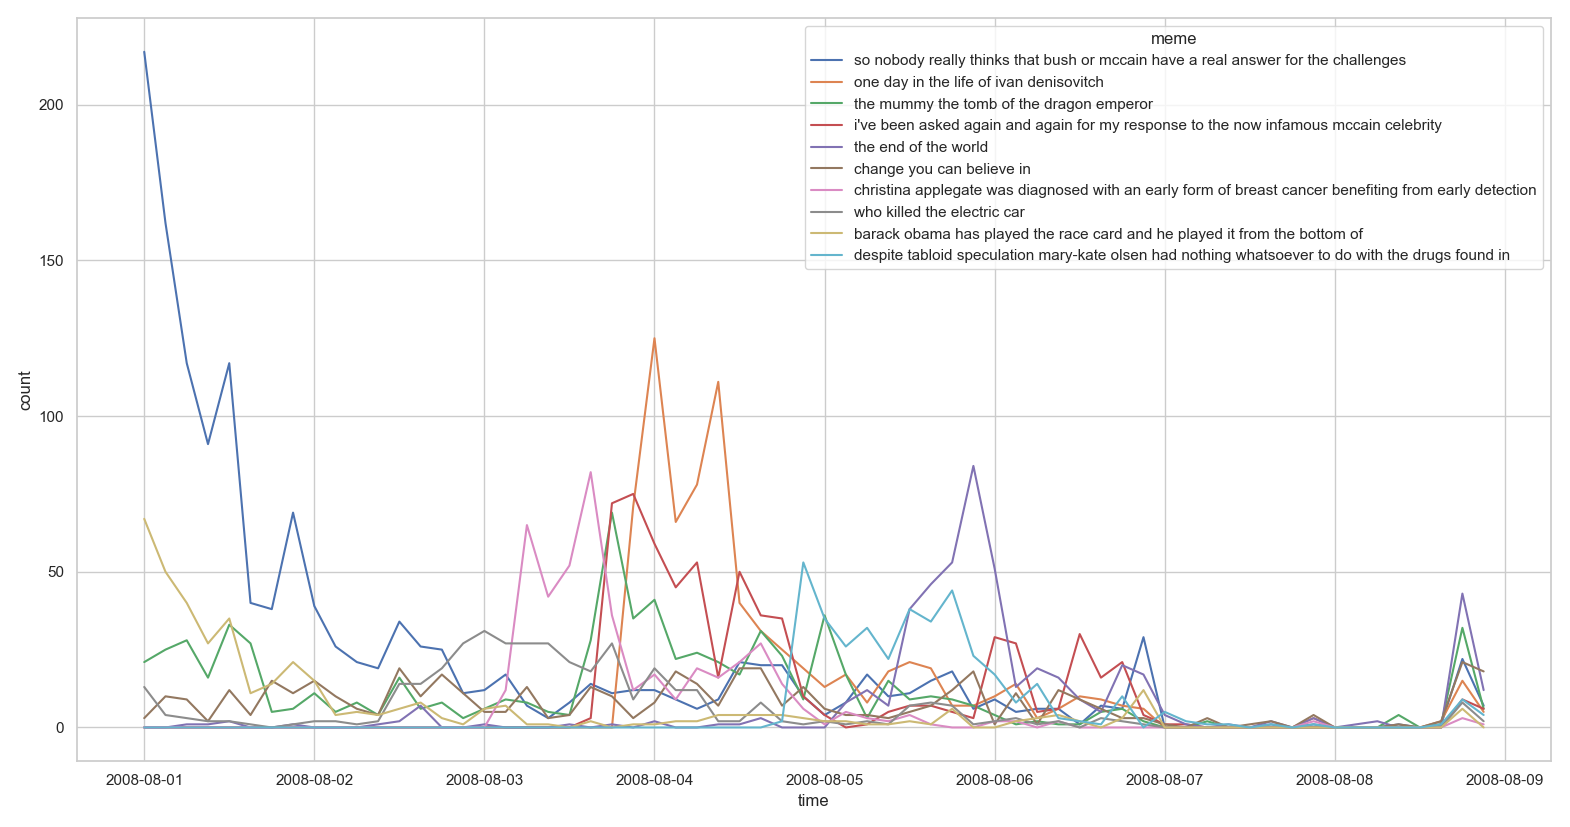 meme
so nobody really thinks that bush or mccain have a real answer for the challenges
one day in the life of ivan denisovitch
the mummy the tomb of the dragon emperor
i've been asked again and again for my response to the now infamous mccain celebrity
the end of the world
change you can believe in
christina applegate was diagnosed with an early form of breast cancer benefiting from early detection
who killed the electric car
barack obama has played the race card and he played it from the bottom of
despite tabloid speculation mary-kate olsen had nothing whatsoever to do with the drugs found in
200
150
100
50
0
count
2008-08-01 2008-08-02 2008-08-03 2008-08-04 2008-08-05 2008-08-06 2008-08-07 2008-08-08 2008-08-09
time